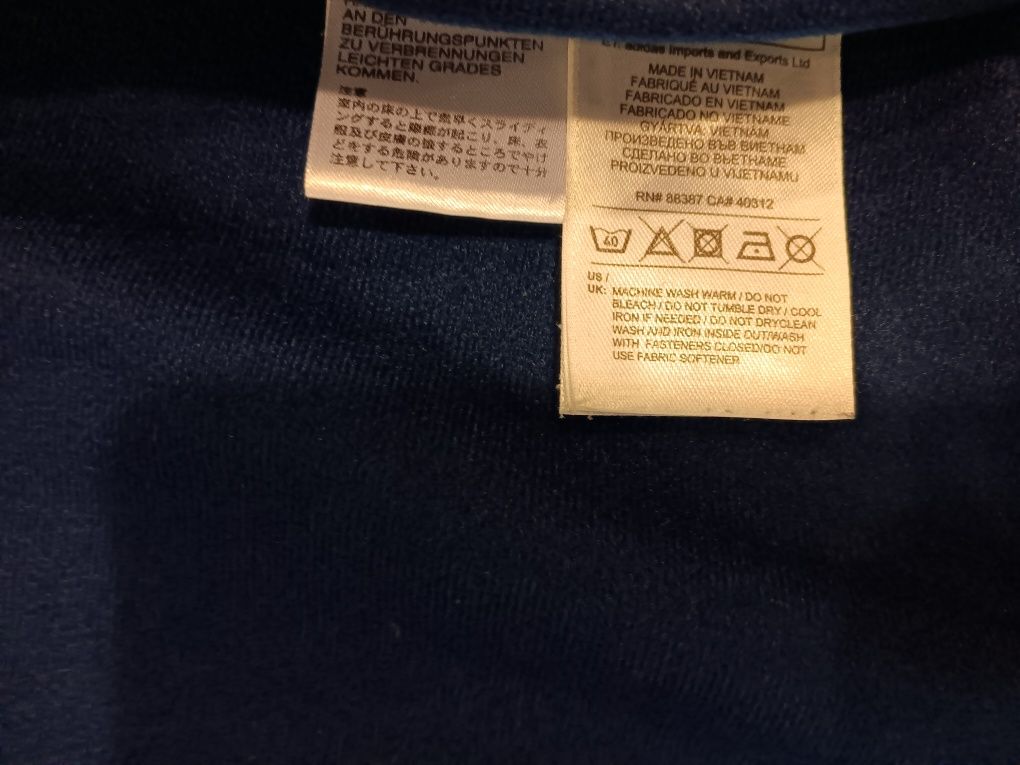 AN DEN
BERÜHRUNGSPUNKTEN
ZU VERBRENNUNGEN
LEICHTEN GRADES
KOMMEN.
注意
室内の床の上で素早くスライディ
ングすると摩擦が起こり、床、衣
服及び皮膚の接するところでやけ
どをする危険がありますので十分
注意して下さい。
ET: adidas Imports and Exports Ltd
MADE IN VIETNAM
FABRIQUÉ AU VIETNAM
FABRICADO EN VIETNAM
FABRICADO NO VIETNAME
GYÁRTVA: VIETNAM
ПРОИЗВЕДЕНО ВЪВ ВИЕТНАМ
СДЕЛАНО ВО ВЬЕТНАМЕ
PROIZVEDENO U VIJETNAMU
RN# 88387 CA# 40312
40
US /
UK: MACHINE WASH WARM / DO NOT
BLEACH / DO NOT TUMBLE DRY / COOL
IRON IF NEEDED / DO NOT DRYCLEAN
WASH AND IRON INSIDE OUT/WASH
WITH FASTENERS CLOSED/DO NOT
USE FABRIC SOFTENER